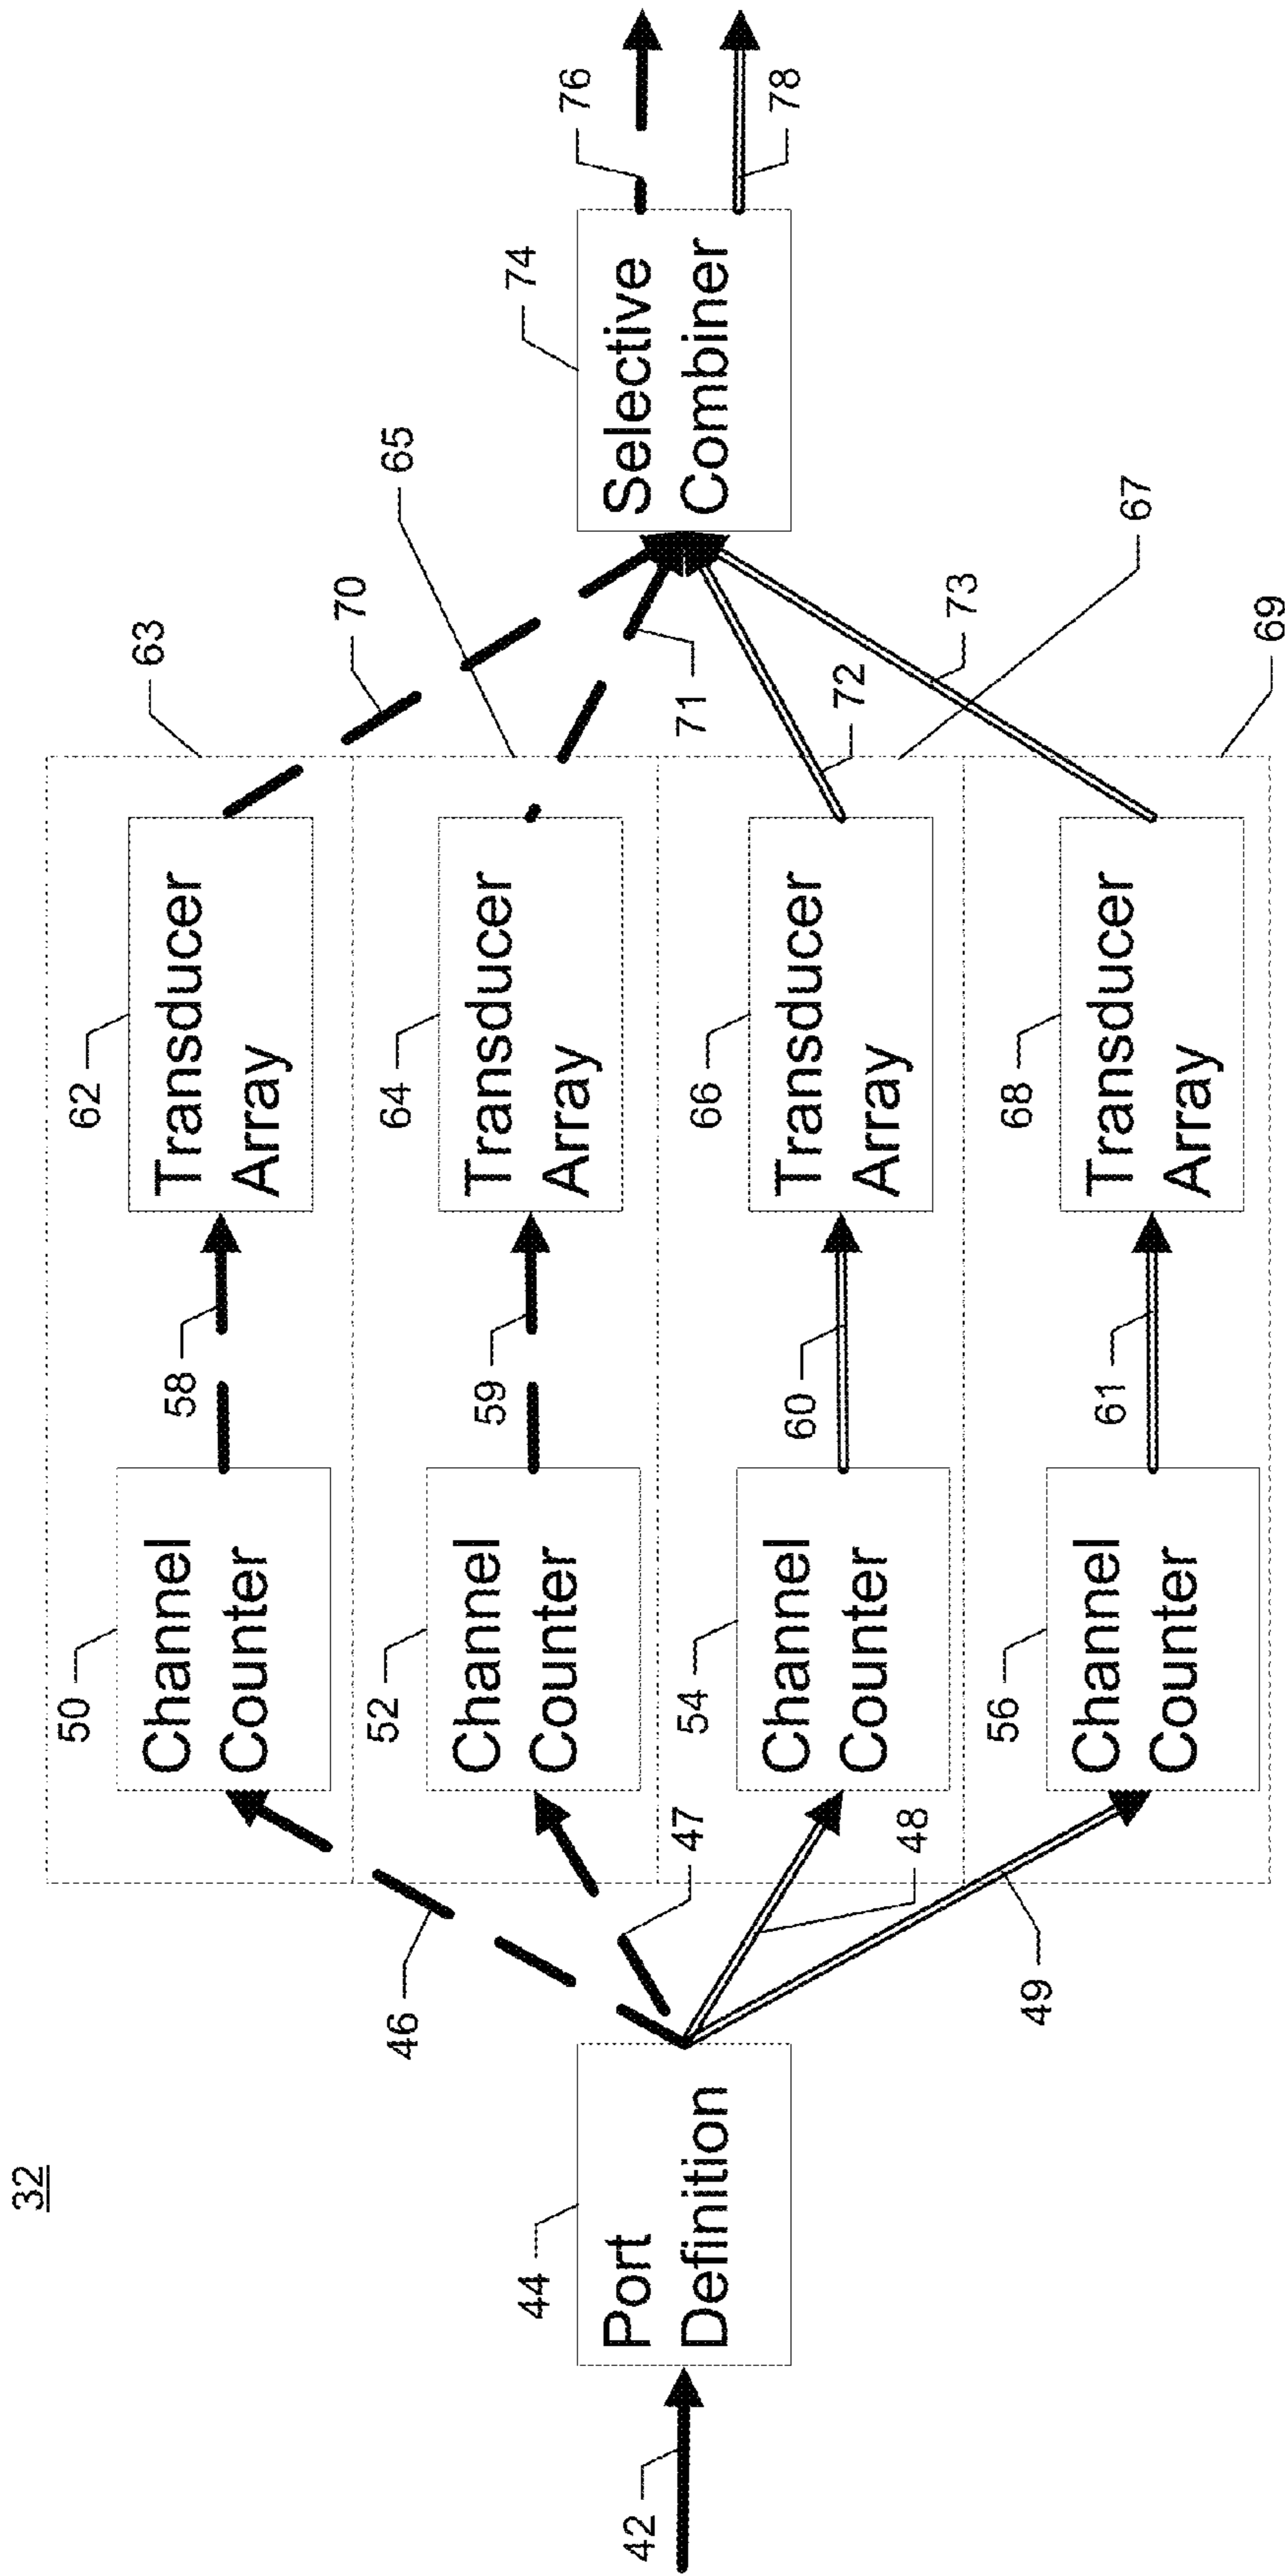 32
42
44
Port
Definition
46
47
48
49
50
Channel
Counter
52
Channel
Counter
54
Channel
Counter
56
Channel
Counter
58
59
60
61
62
Transducer
Array
64
Transducer
Array
66
Transducer
Array
68
Transducer
Array
63
65
67
69
70
71
72
73
74
Selective
Combiner
76
78